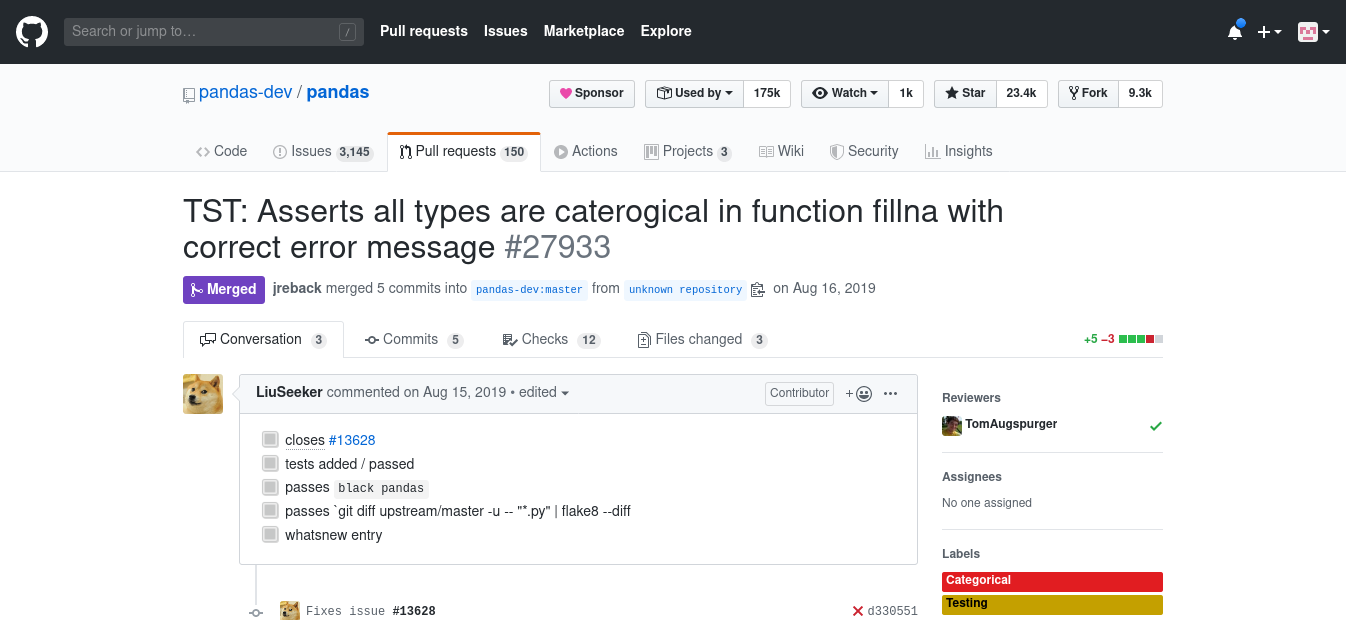 Search or jump to… /
Pull requests Issues Marketplace Explore
pandas-dev / pandas
Sponsor Used by 175k Watch 1k Star 23.4k Fork 9.3k
Code Issues 3,145 Pull requests 150 Actions Projects 3 Wiki Security Insights
TST: Asserts all types are caterogical in function fillna with
correct error message #27933
Merged jreback merged 5 commits into pandas-dev:master from unknown repository on Aug 16, 2019
Conversation 3 Commits 5 Checks 12 Files changed 3 +5 −3
LiuSeeker commented on Aug 15, 2019 • edited Contributor +
closes #13628
tests added / passed
passes black pandas
passes `git diff upstream/master -u -- "*.py" | flake8 --diff
whatsnew entry
Fixes issue #13628 d330551
Reviewers
TomAugspurger
Assignees
No one assigned
Labels
Categorical
Testing